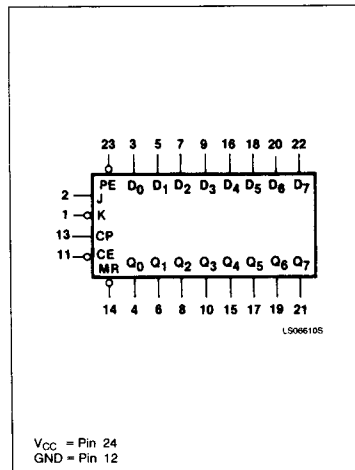 23 3 5 7 9 16 18 20 22
PE D0 D1 D2 D3 D4 D5 D6 D7
2 J
1 K
13 CP
11 CE
MR Q0 Q1 Q2 Q3 Q4 Q5 Q6 Q7
14 4 6 8 10 15 17 19 21
LS06610S
VCC = Pin 24
GND = Pin 12